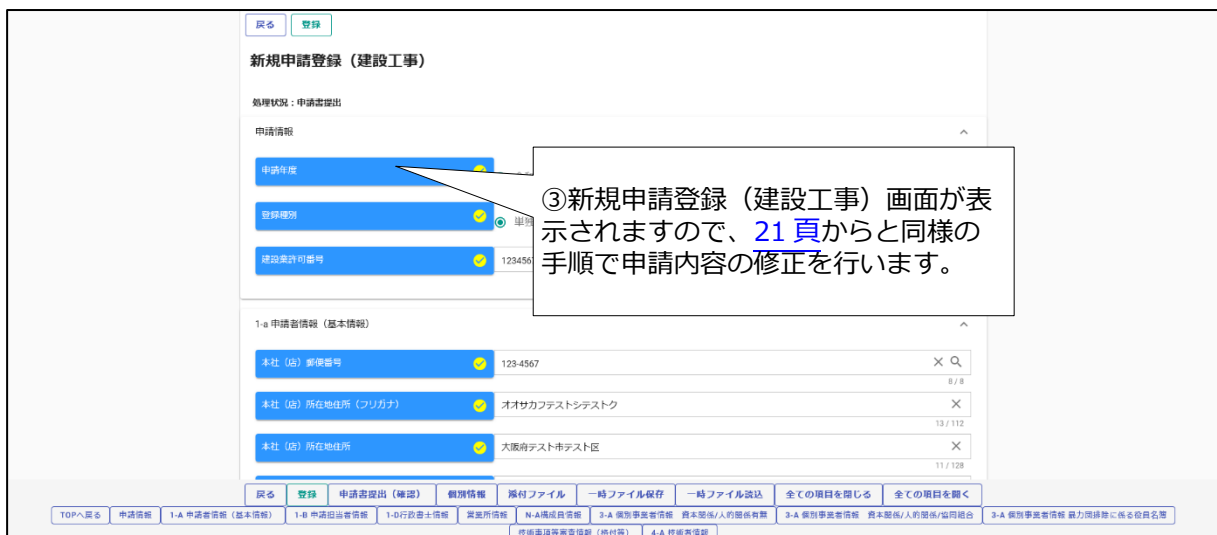 戻る 登録
新規申請登録（建設工事）
処理状況：申請書提出
申請情報
申請年度
登録種別
単独
建設業許可番号
123456
③新規申請登録（建設工事）画面が表
示されますので、21 頁からと同様の
手順で申請内容の修正を行います。
1-a 申請者情報（基本情報）
本社（店）郵便番号
123-4567
8 / 8
本社（店）所在地住所（フリガナ）
オオサカフテストシテストク
13 / 112
本社（店）所在地住所
大阪府テスト市テスト区
11 / 128
戻る 登録 申請書提出（確認） 個別情報 添付ファイル 一時ファイル保存 一時ファイル読込 全ての項目を閉じる 全ての項目を開く
TOPへ戻る 申請情報 1-A 申請者情報（基本情報） 1-B 申請担当者情報 1-D行政書士情報 営業所情報 N-A構成員情報 3-A 個別事業者情報 資本関係/人的関係有無 3-A 個別事業者情報 資本関係/人的関係/協同組合 3-A 個別事業者情報 暴力団排除に係る役員名簿
技術事項等審査情報（格付等） 4-A 技術者情報